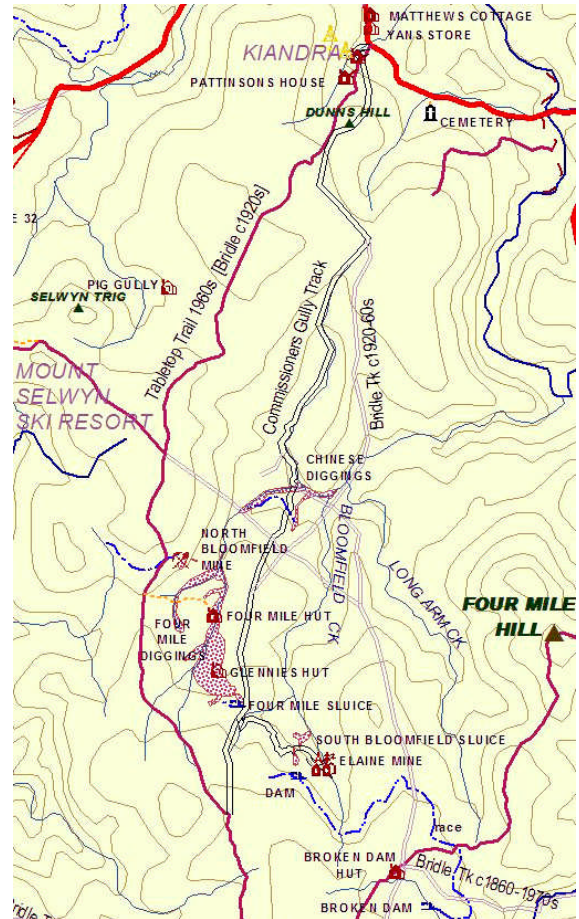 MATTHEWS COTTAGE
YANS STORE
KIANDRA
PATTINSONS HOUSE
DUNNS HILL
CEMETERY
E 32
PIG GULLY
SELWYN TRIG
Tabletop Trail 1960s [Bridle c1920s]
Commissioners Gully Track
Bridle Tk c1920-60s
MOUNT
SELWYN
SKI RESORT
CHINESE
DIGGINGS
BLOOMFIELD CK
LONG ARM CK
NORTH
BLOOMFIELD
MINE
FOUR MILE
HILL
FOUR MILE HUT
FOUR
MILE
DIGGINGS
GLENNIES HUT
FOUR MILE SLUICE
SOUTH BLOOMFIELD SLUICE
ELAINE MINE
DAM
race
BROKEN DAM
HUT
Bridle Tk c1860-1970s
BROKEN DAM